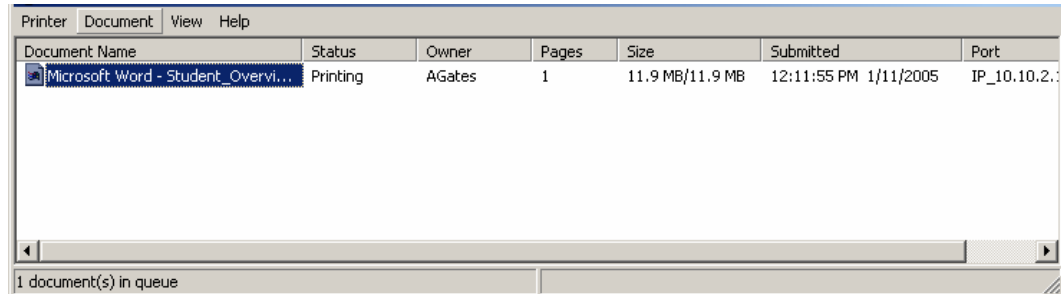 Printer Document View Help
Document Name Status Owner Pages Size Submitted Port
Microsoft Word - Student_Overvi... Printing AGates 1 11.9 MB/11.9 MB 12:11:55 PM 1/11/2005 IP_10.10.2.
1 document(s) in queue